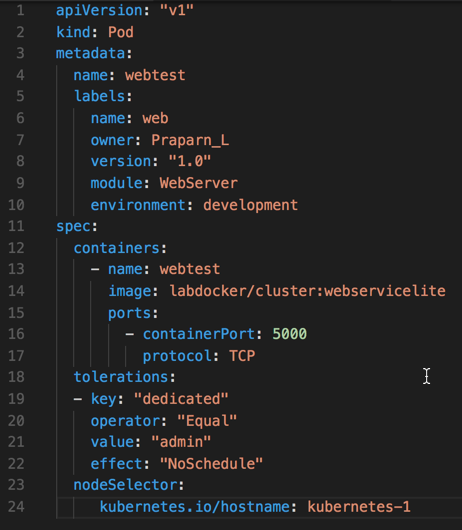 1 apiVersion: "v1"
2 kind: Pod
3 metadata:
4   name: webtest
5   labels:
6     name: web
7     owner: Praparn_L
8     version: "1.0"
9     module: WebServer
10     environment: development
11 spec:
12   containers:
13     - name: webtest
14       image: labdocker/cluster:webservicelite
15       ports:
16         - containerPort: 5000
17           protocol: TCP
18   tolerations:
19   - key: "dedicated"
20     operator: "Equal"
21     value: "admin"
22     effect: "NoSchedule"
23   nodeSelector:
24      kubernetes.io/hostname: kubernetes-1